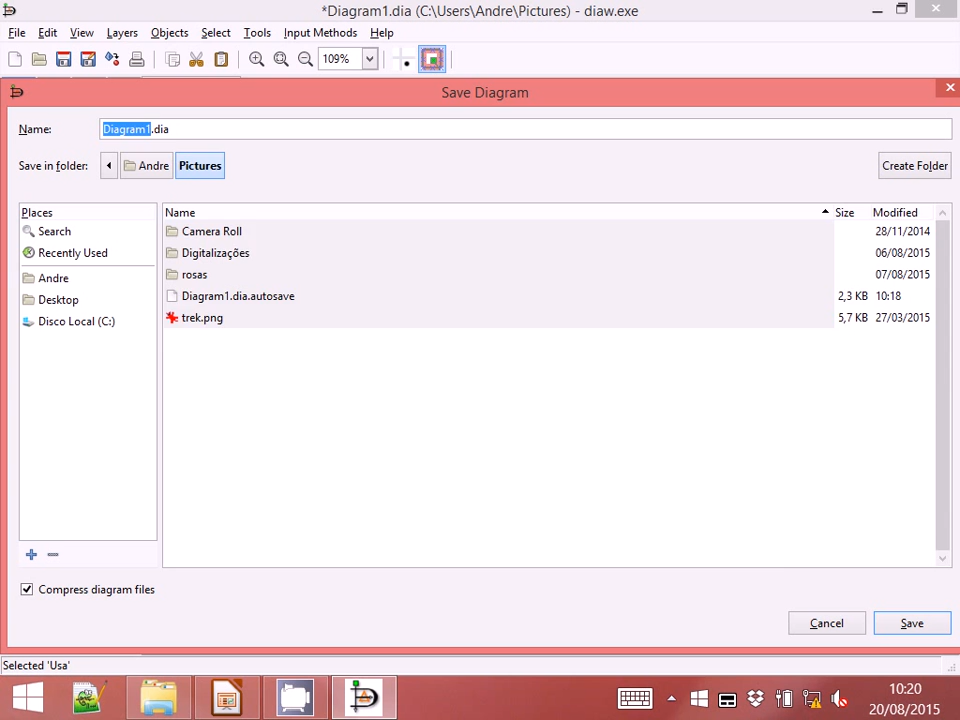 *Diagram1.dia (C:\Users\Andre\Pictures) - diaw.exe
File Edit View Layers Objects Select Tools Input Methods Help
109%
Save Diagram
Name: Diagram1.dia
Save in folder: Andre Pictures Create Folder
Places Name Size Modified
Search Camera Roll 28/11/2014
Recently Used Digitalizações 06/08/2015
rosas 07/08/2015
Andre
Desktop Diagram1.dia.autosave 2,3 KB 10:18
Disco Local (C:) trek.png 5,7 KB 27/03/2015
Compress diagram files
Cancel Save
Selected 'Usa'
10:20
20/08/2015